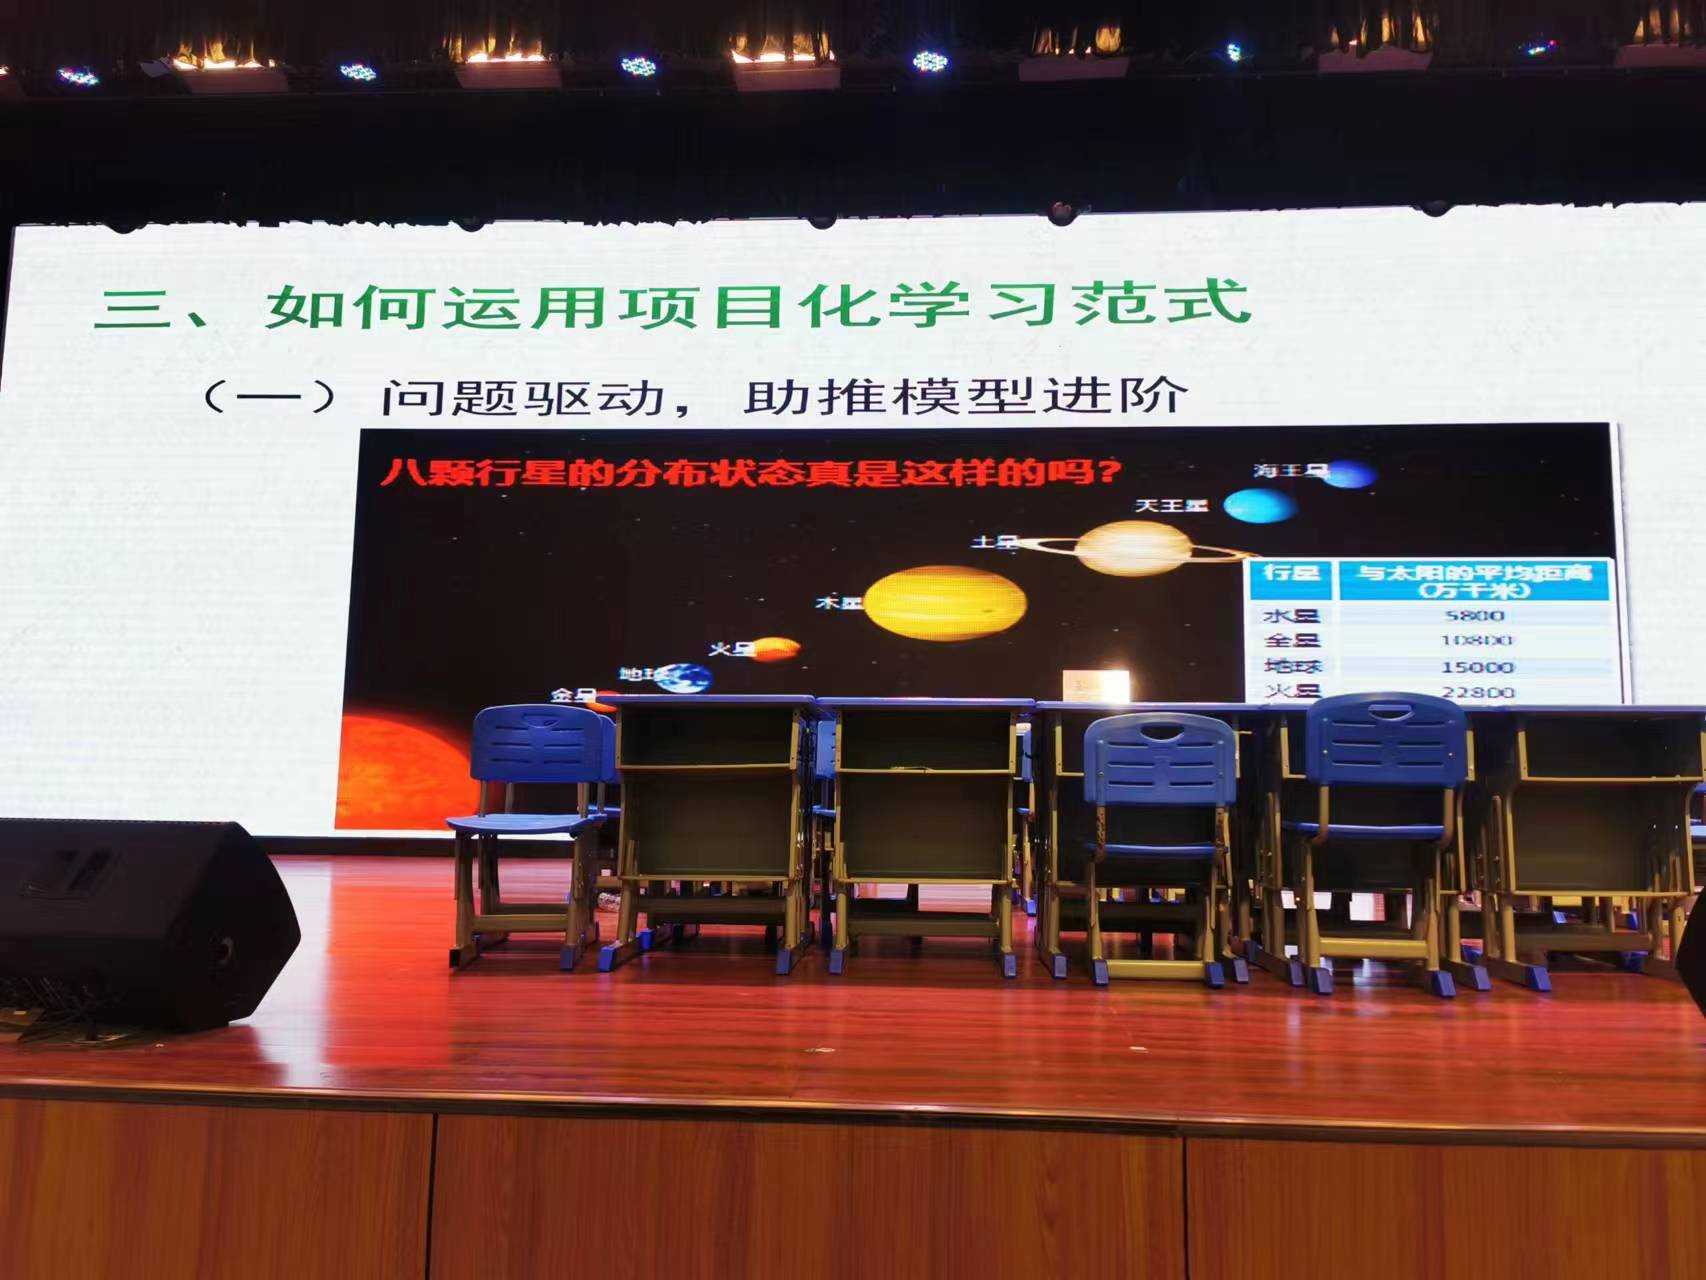 三、如何运用项目化学习范式
（一）问题驱动，助推模型进阶
八颗行星的分布状态真是这样的吗？
海王星
天王星
土星
木星
火星
地球
金星
行星 与太阳的平均距离
（万千米）
水星 5800
金星 10800
地球 15000
火星 22800